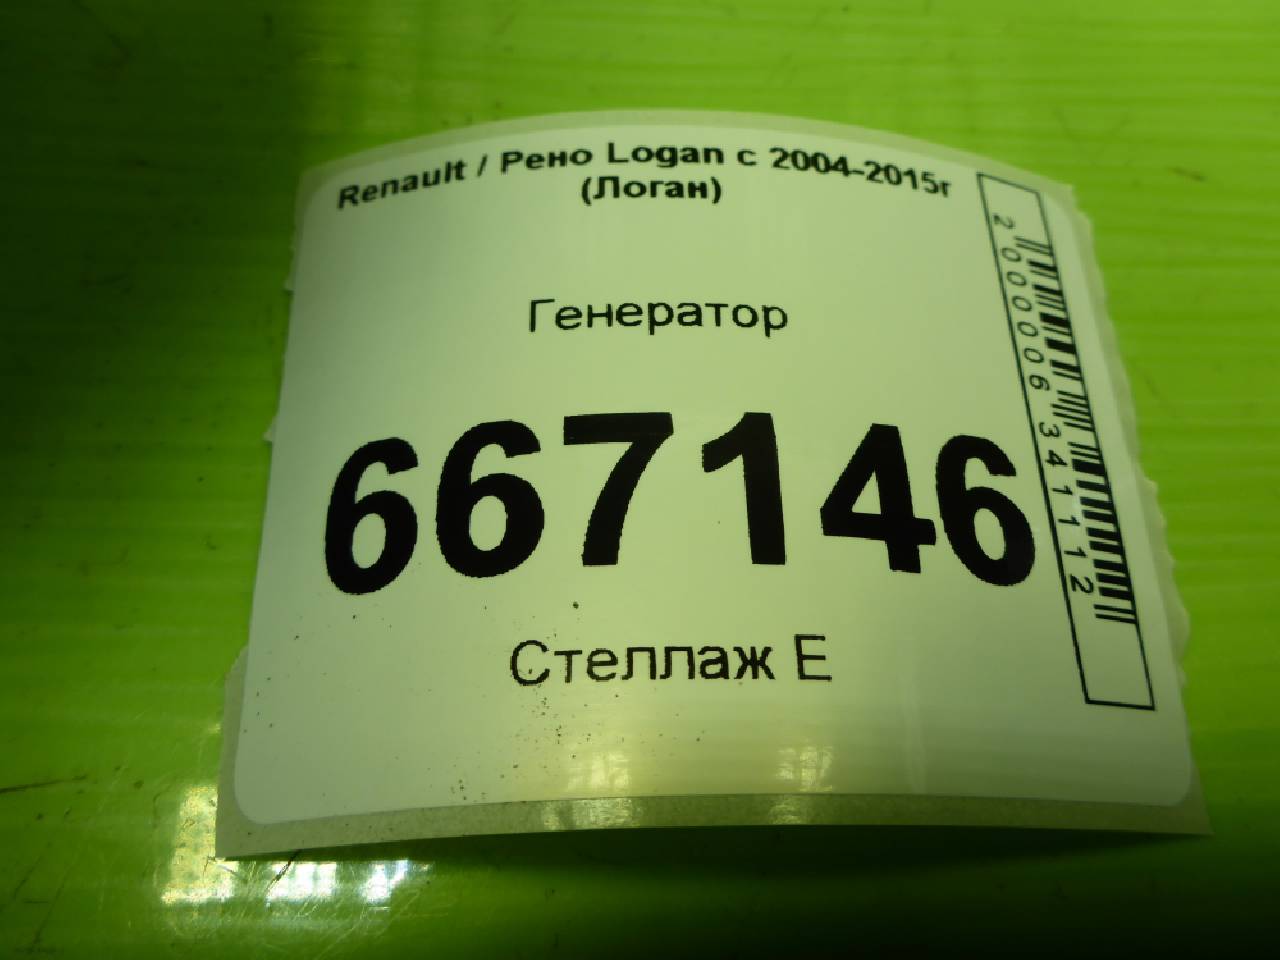 Renault / Рено Logan с 2004-2015г
(Логан)
Генератор
667146
Стеллаж Е
2000006341112